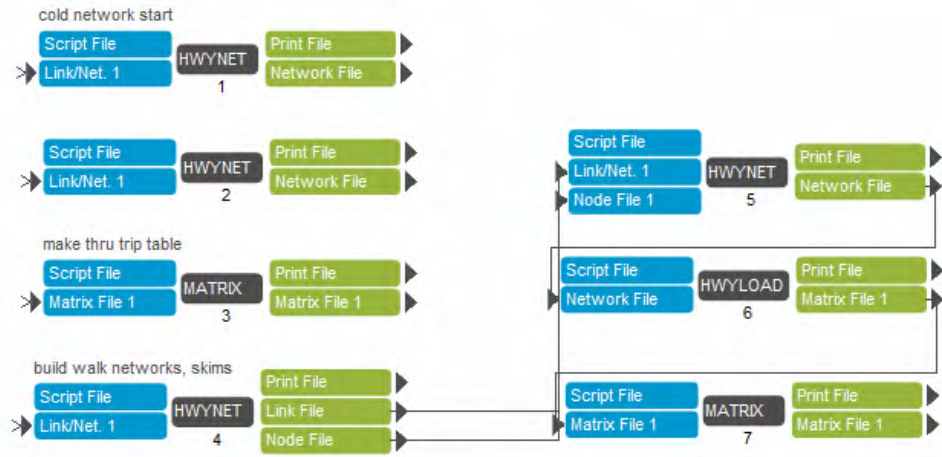 cold network start
Script File
Link/Net. 1
HWYNET
1
Print File
Network File
Script File
Link/Net. 1
HWYNET
2
Print File
Network File
make thru trip table
Script File
Matrix File 1
MATRIX
3
Print File
Matrix File 1
build walk networks, skims
Script File
Link/Net. 1
HWYNET
4
Print File
Link File
Node File
Script File
Link/Net. 1
Node File 1
HWYNET
5
Print File
Network File
Script File
Network File
HWYLOAD
6
Print File
Matrix File 1
Script File
Matrix File 1
MATRIX
7
Print File
Matrix File 1